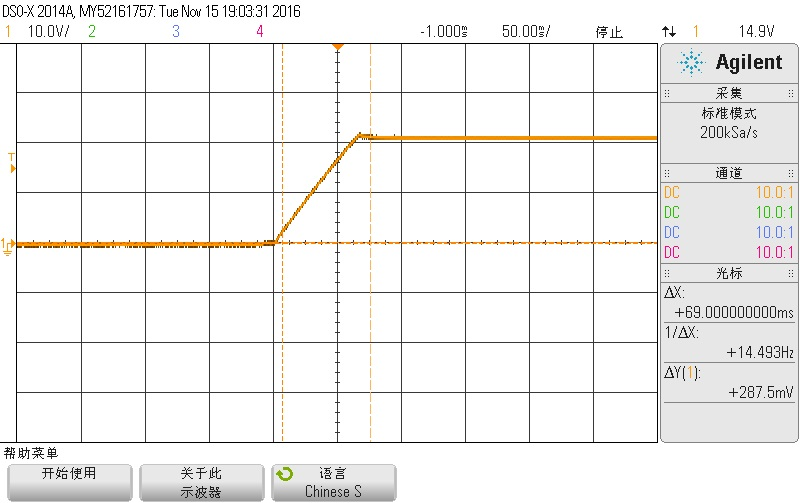 DSO-X 2014A, MY52161757: Tue Nov 15 19:03:31 2016
1 10.0V/ 2 3 4 -1.000s 50.00s/ 停止 1 14.9V
Agilent
采集
标准模式
200kSa/s
通道
DC 10.0:1
DC 10.0:1
DC 10.0:1
DC 10.0:1
光标
ΔX:
+69.000000000ms
1/ΔX:
+14.493Hz
ΔY(1):
+287.5mV
T
1
帮助菜单
开始使用
关于此
示波器
语言
Chinese S